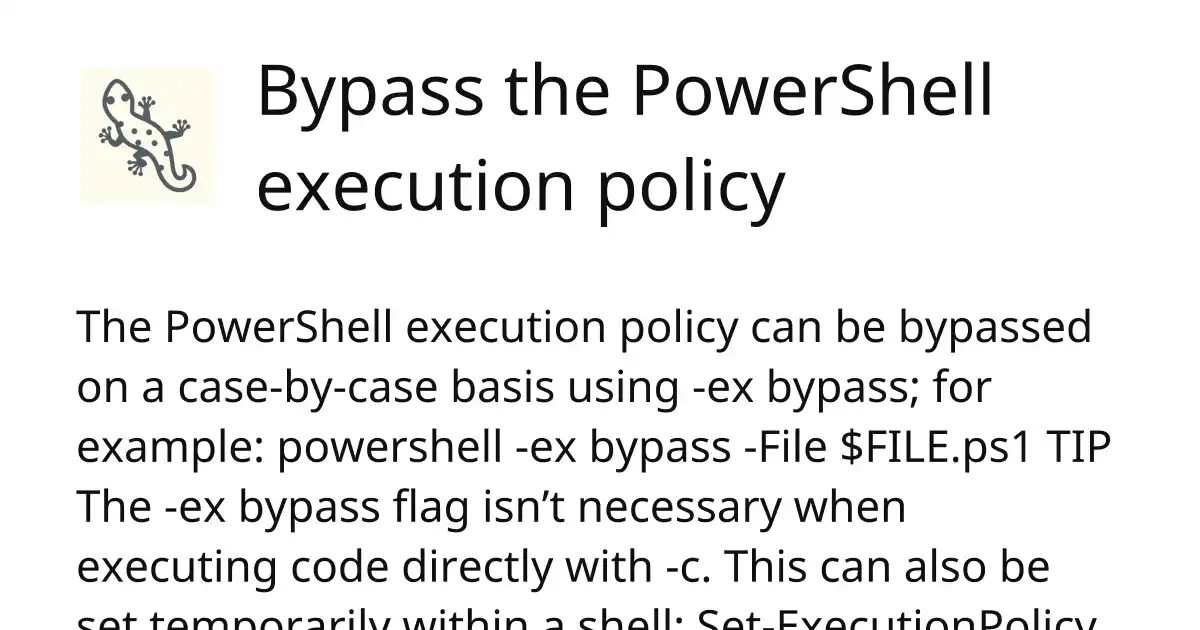 Bypass the PowerShell
execution policy
The PowerShell execution policy can be bypassed
on a case-by-case basis using -ex bypass; for
example: powershell -ex bypass -File $FILE.ps1 TIP
The -ex bypass flag isn’t necessary when
executing code directly with -c. This can also be
set temporarily within a shell: Set-ExecutionPolicy